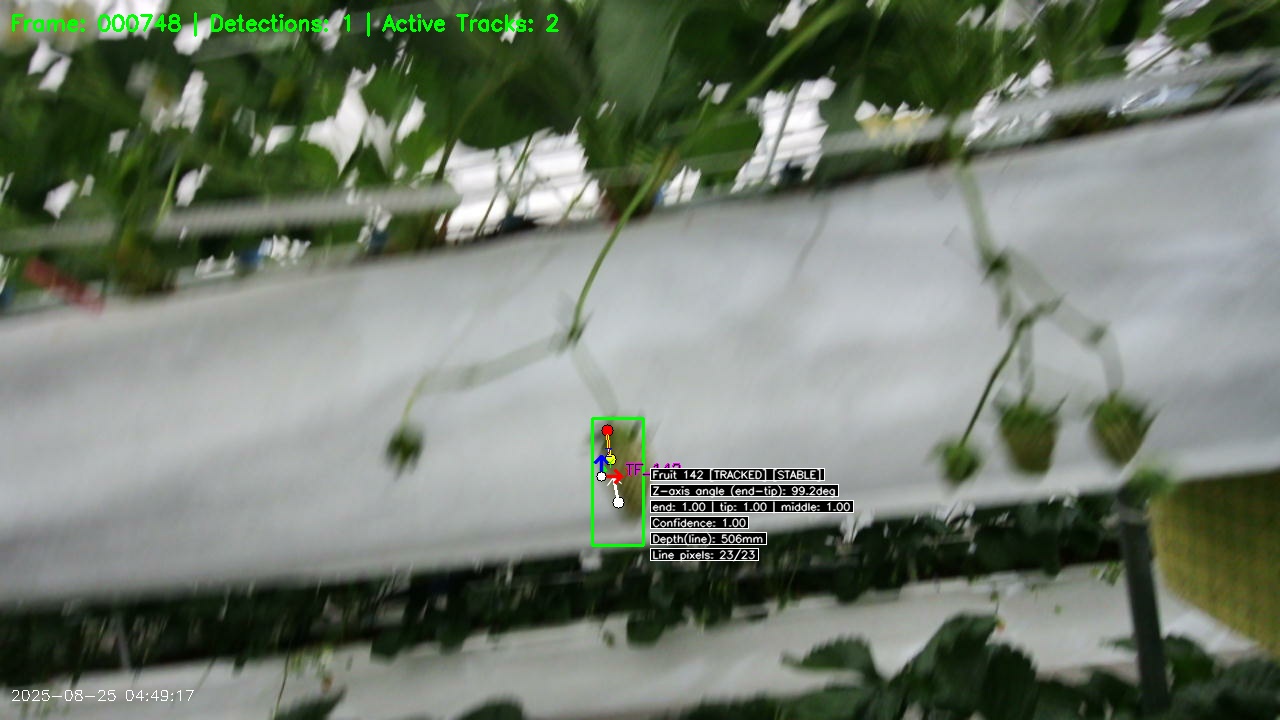 Frame: 000748 | Detections: 1 | Active Tracks: 2
Fruit 142 [TRACKED] [STABLE]
Z-axis angle (end-tip): 99.2deg
end: 1.00 | tip: 1.00 | middle: 1.00
Confidence: 1.00
Depth(line): 506mm
Line pixels: 23/23
2025-08-25 04:49:17